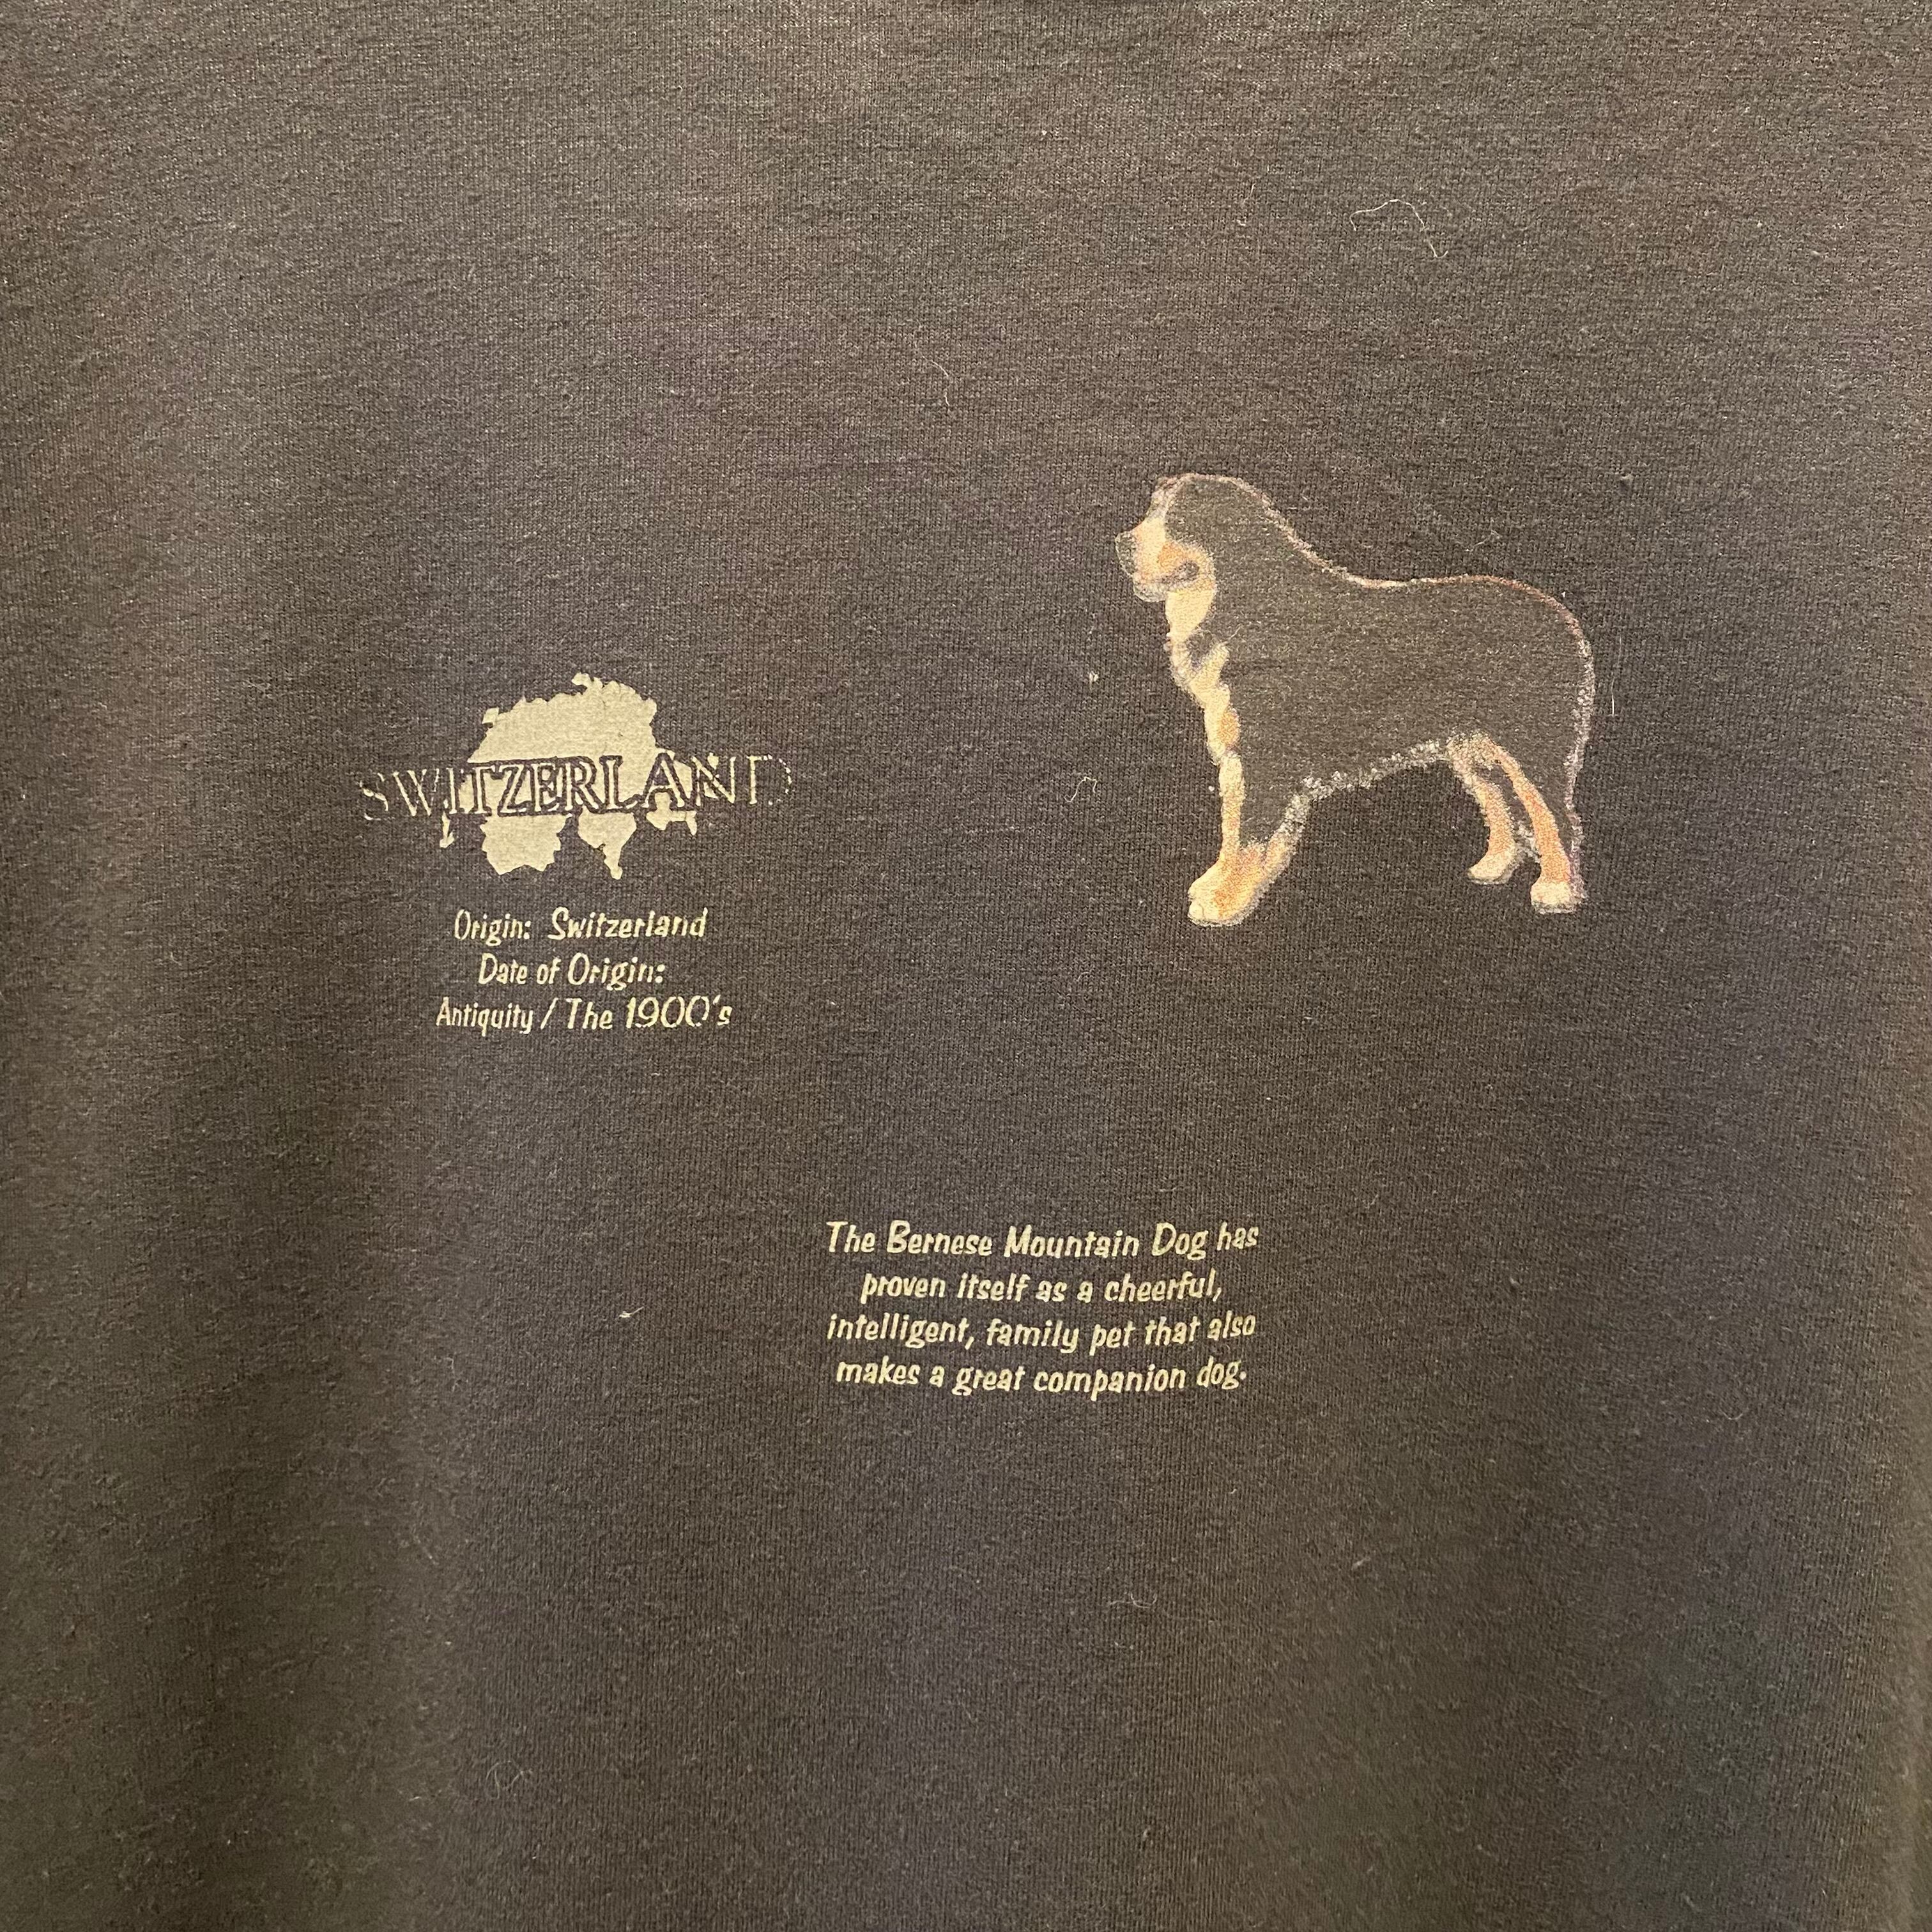 SWITZERLAND
Origin: Switzerland
Date of Origin:
Antiquity / The 1900's
The Bernese Mountain Dog has
proven itself as a cheerful,
intelligent, family pet that also
makes a great companion dog.